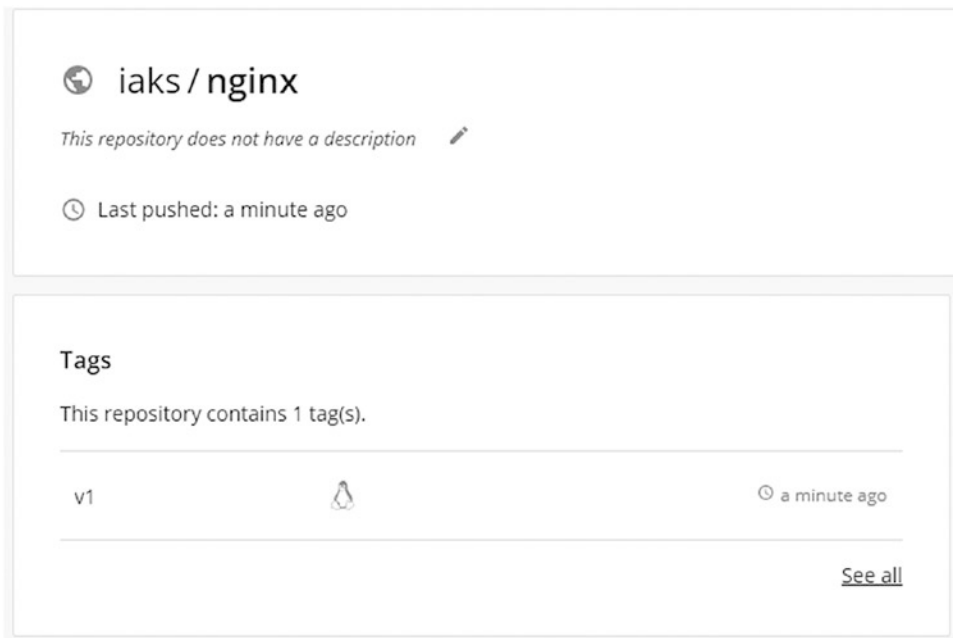 iaks / nginx
This repository does not have a description
Last pushed: a minute ago
Tags
This repository contains 1 tag(s).
v1 a minute ago
See all